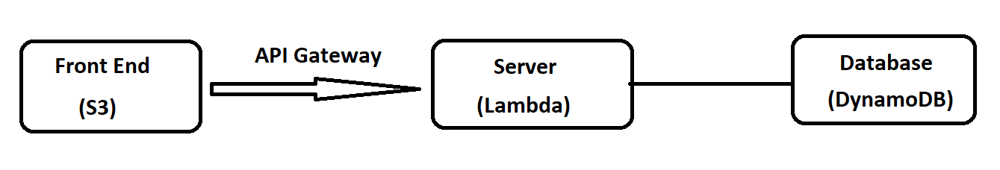 Front End
(S3)
API Gateway
Server
(Lambda)
Database
(DynamoDB)